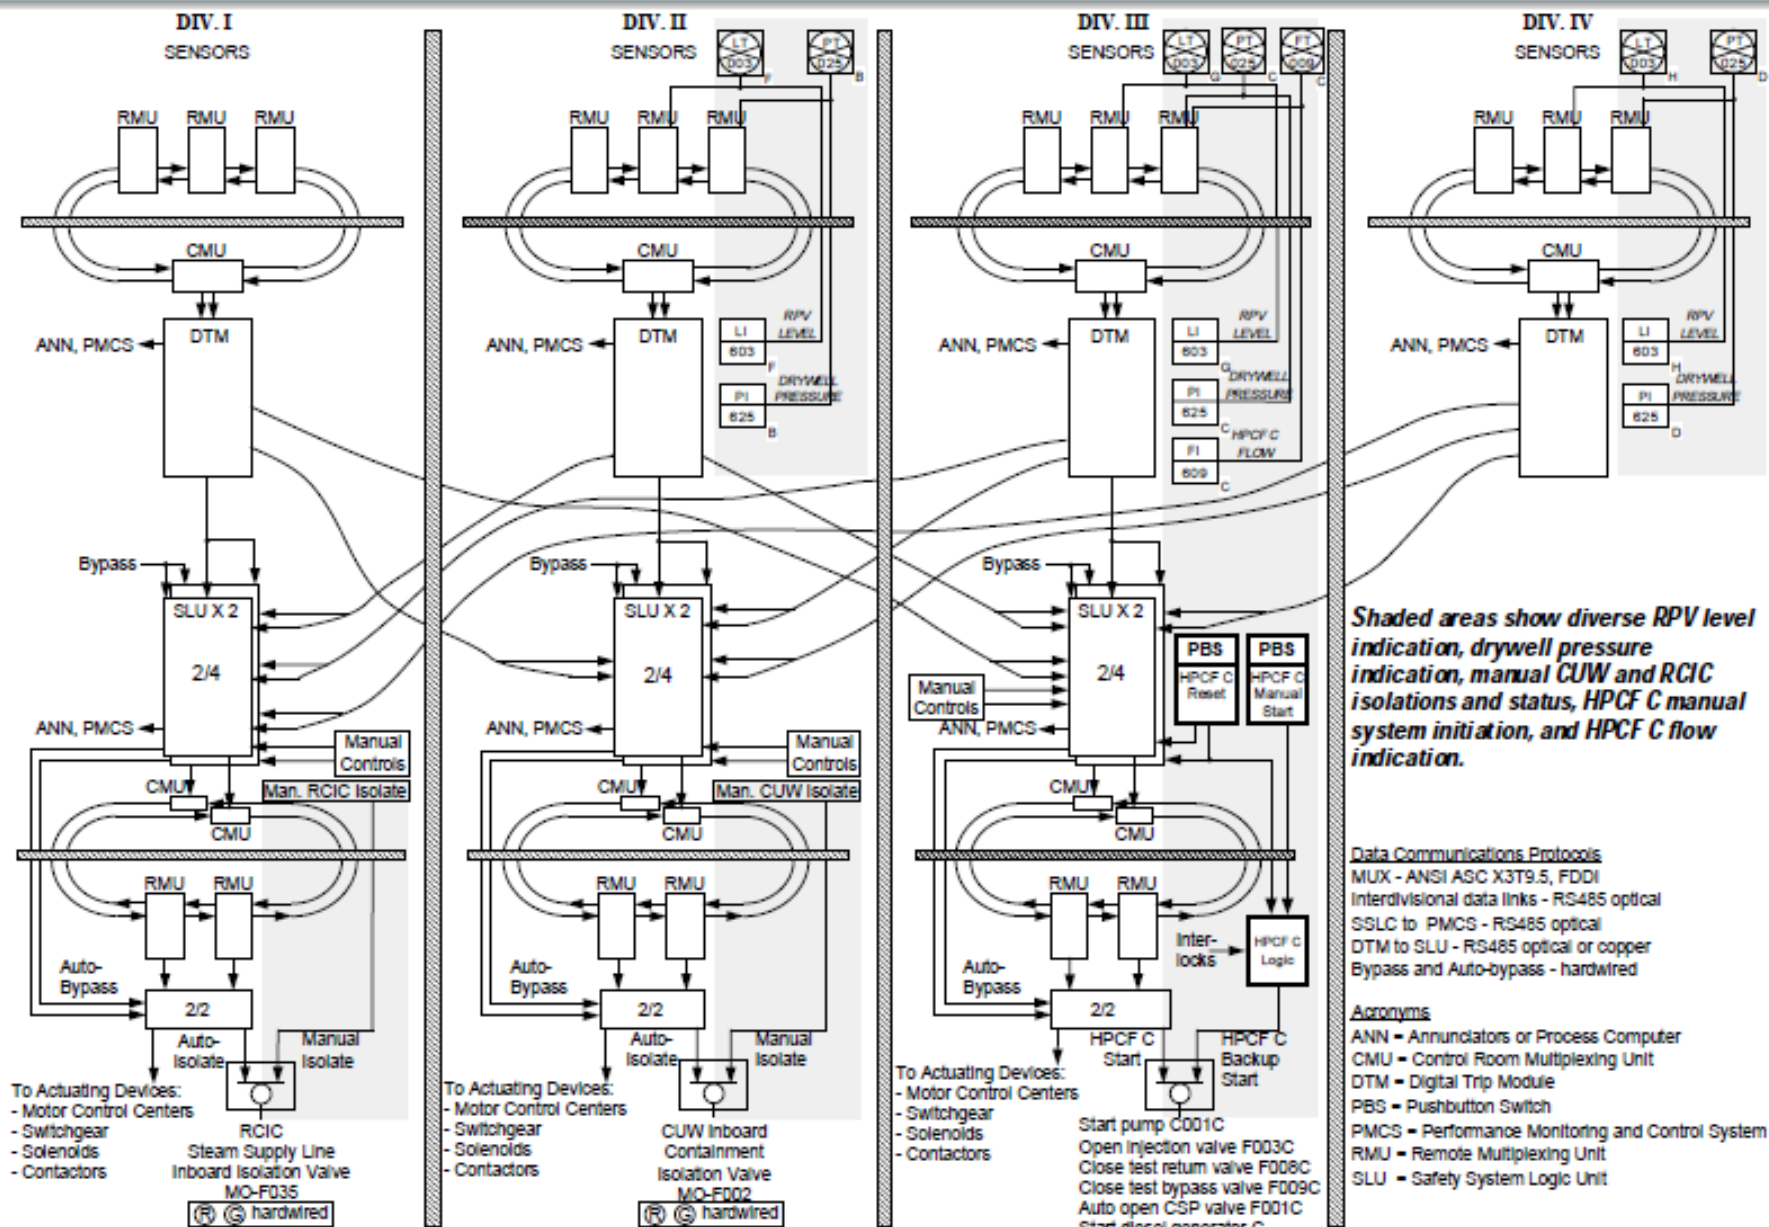 DIV. I
SENSORS
RMU RMU RMU
CMU
DTM
ANN, PMCS
Bypass
SLU X 2
2/4
ANN, PMCS
Manual
Controls
Man. RCIC Isolate
CMU
CMU
RMU RMU
Auto-
Bypass
2/2
Auto-
Isolate
Manual
Isolate
To Actuating Devices:
- Motor Control Centers
- Switchgear
- Solenoids
- Contactors
RCIC
Steam Supply Line
Inboard Isolation Valve
MO-F035
R G hardwired
DIV. II
SENSORS
LT
003
F
PT
025
B
RMU RMU RMU
CMU
DTM
ANN, PMCS
LI
603
F
RPV
LEVEL
PI
625
B
DRYWELL
PRESSURE
Bypass
SLU X 2
2/4
ANN, PMCS
Manual
Controls
Man. CUW Isolate
CMU
CMU
RMU RMU
Auto-
Bypass
2/2
Auto-
Isolate
Manual
Isolate
To Actuating Devices:
- Motor Control Centers
- Switchgear
- Solenoids
- Contactors
CUW Inboard
Containment
Isolation Valve
MO-F002
R G hardwired
DIV. III
SENSORS
LT
003
G
PT
025
C
FT
009
C
RMU RMU RMU
CMU
DTM
ANN, PMCS
LI
603
G
RPV
LEVEL
PI
625
C
DRYWELL
PRESSURE
FI
609
C
HPCF C
FLOW
Bypass
SLU X 2
2/4
Manual
Controls
ANN, PMCS
PBS
HPCF C
Reset
PBS
HPCF C
Manual
Start
CMU
CMU
RMU RMU
Inter-
locks
HPCF C
Logic
Auto-
Bypass
2/2
HPCF C
Start
HPCF C
Backup
Start
To Actuating Devices:
- Motor Control Centers
- Switchgear
- Solenoids
- Contactors
Start pump C001C
Open Injection valve F003C
Close test return valve F008C
Close test bypass valve F009C
Auto open CSP valve F001C
Start diesel generator C
DIV. IV
SENSORS
LT
003
H
PT
025
D
RMU RMU RMU
CMU
DTM
ANN, PMCS
LI
603
H
RPV
LEVEL
PI
625
D
DRYWELL
PRESSURE
Shaded areas show diverse RPV level
indication, drywell pressure
indication, manual CUW and RCIC
isolations and status, HPCF C manual
system initiation, and HPCF C flow
indication.
Data Communications Protocols
MUX - ANSI ASC X3T9.5, FDDI
Interdivisional data links - RS485 optical
SSLC to PMCS - RS485 optical
DTM to SLU - RS485 optical or copper
Bypass and Auto-bypass - hardwired
Acronyms
ANN = Annunciators or Process Computer
CMU = Control Room Multiplexing Unit
DTM = Digital Trip Module
PBS = Pushbutton Switch
PMCS = Performance Monitoring and Control System
RMU = Remote Multiplexing Unit
SLU = Safety System Logic Unit